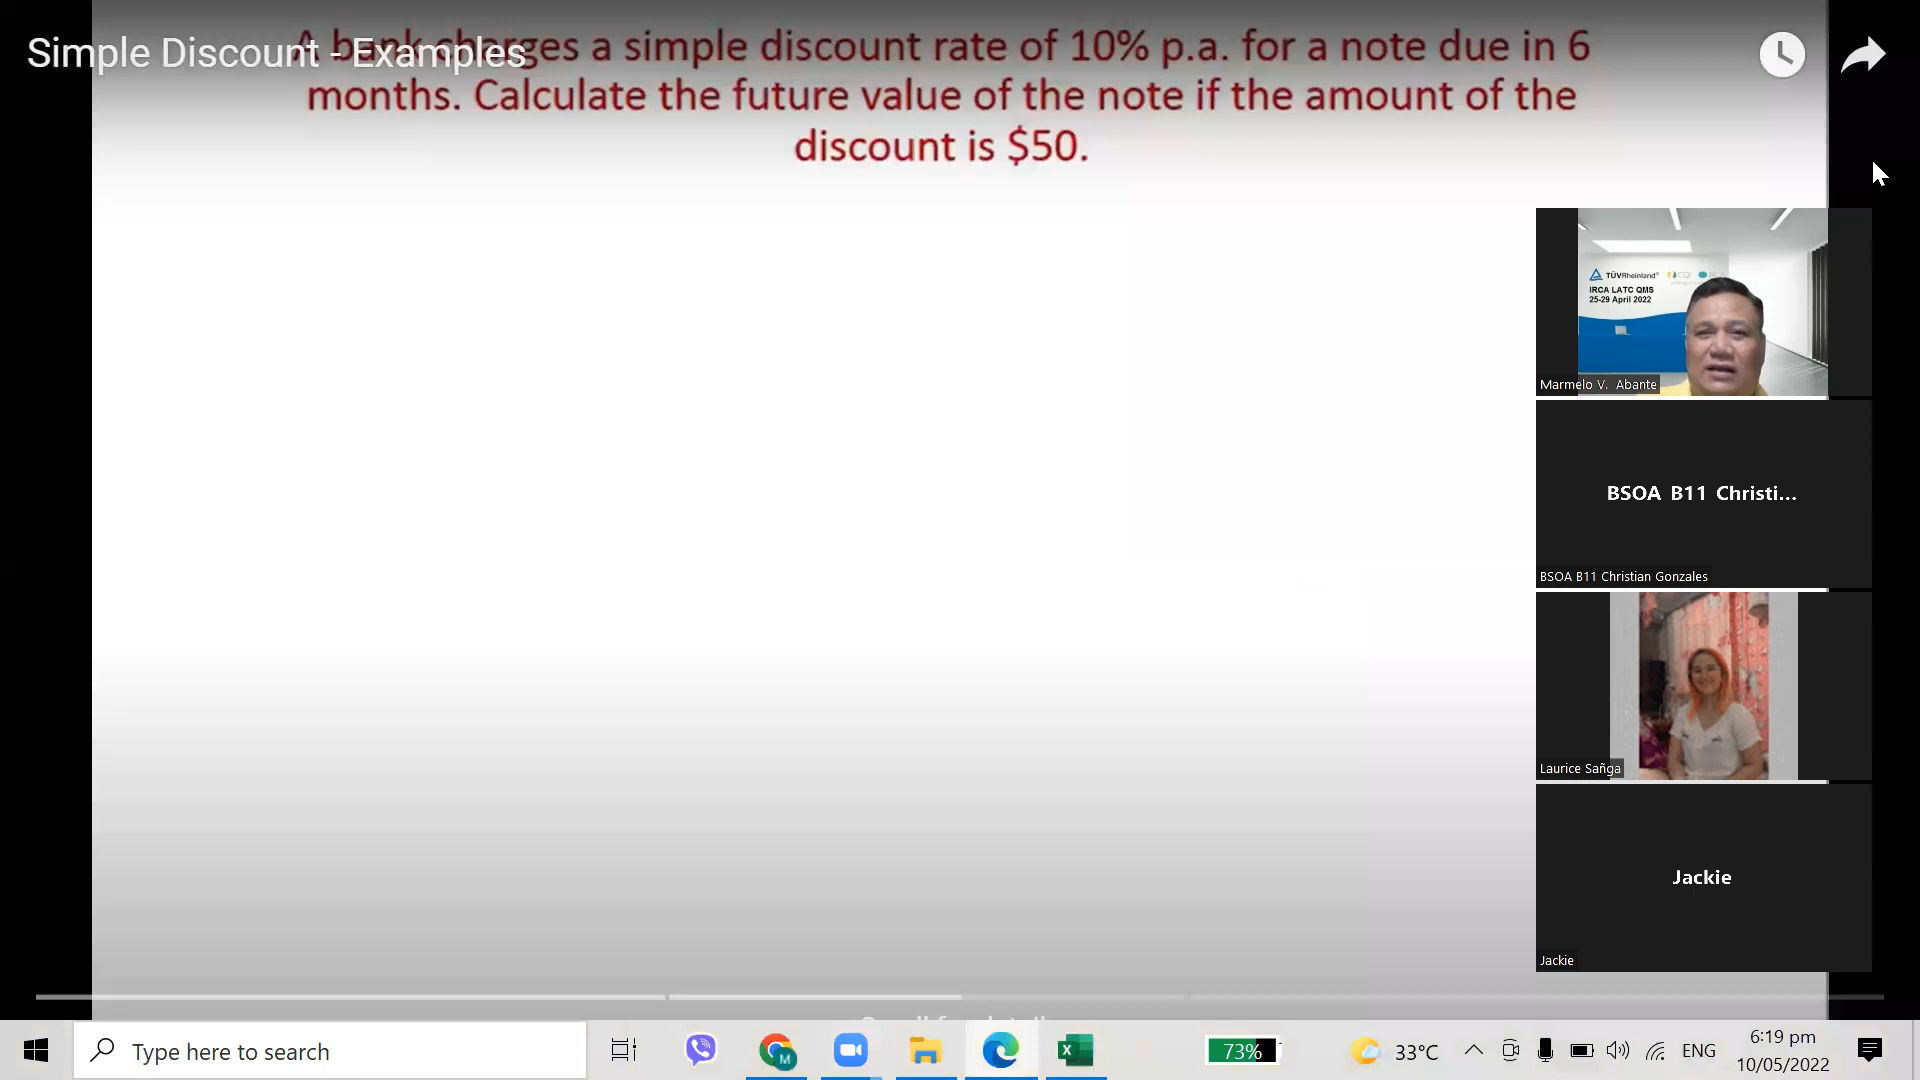 A bank charges a simple discount rate of 10% p.a. for a note due in 6
Simple Discount - Examples
months. Calculate the future value of the note if the amount of the
discount is $50.
TÜVRheinland®
CQI
IRCA LATC QMS
25-29 April 2022
Marmelo V. Abante
BSOA B11 Christi...
BSOA B11 Christian Gonzales
Laurice Sañga
Jackie
Jackie
Type here to search
M
73%
33°C
ENG
6:19 pm
10/05/2022